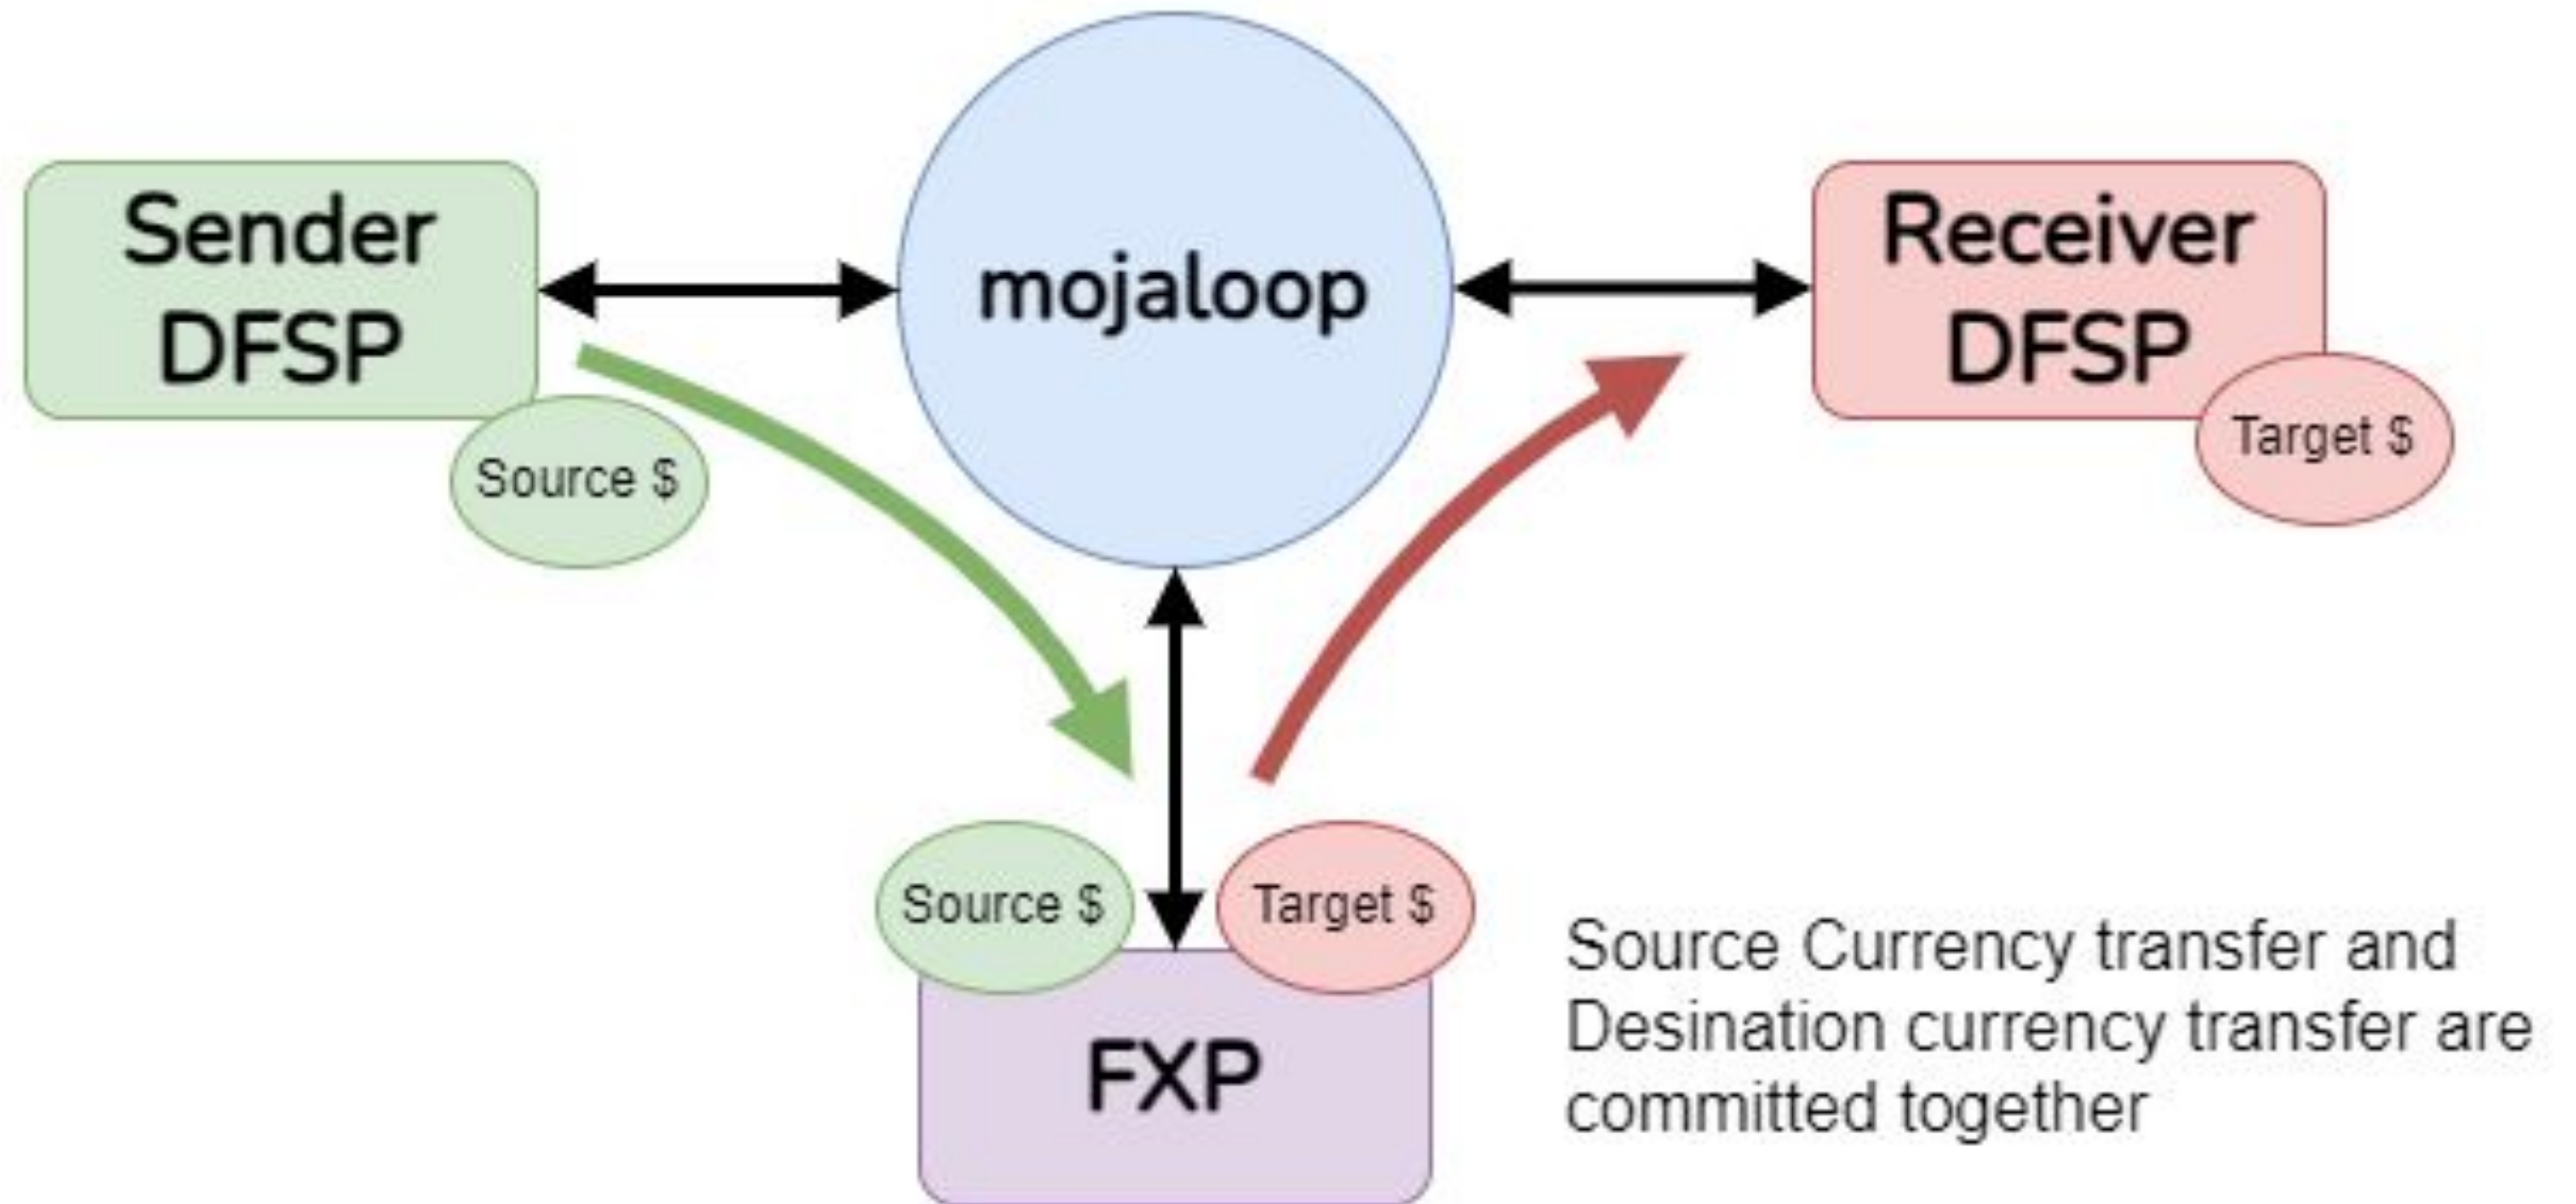 Sender
DFSP
mojaloop
Receiver
DFSP
Source $
Target $
Source $
Target $
FXP
Source Currency transfer and
Desination currency transfer are
committed together